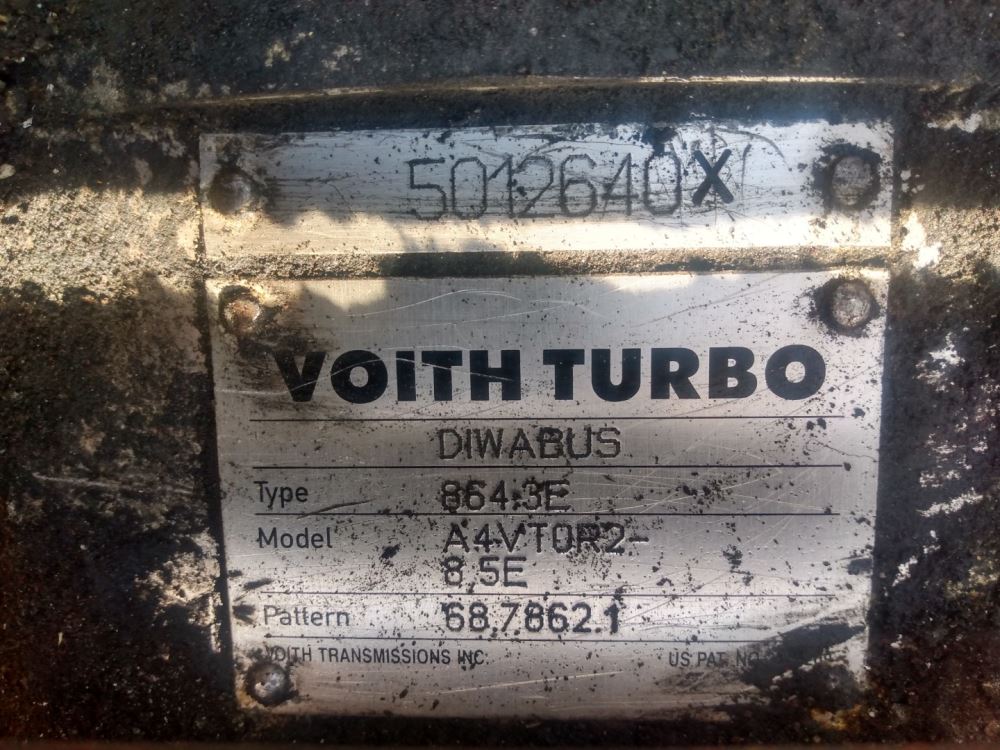 5012640X
VOITH TURBO
DIWABUS
Type 864.3E
Model A4VT0R2-
8.5E
Pattern 68.7862.1
VOITH TRANSMISSIONS INC. US PAT. NO